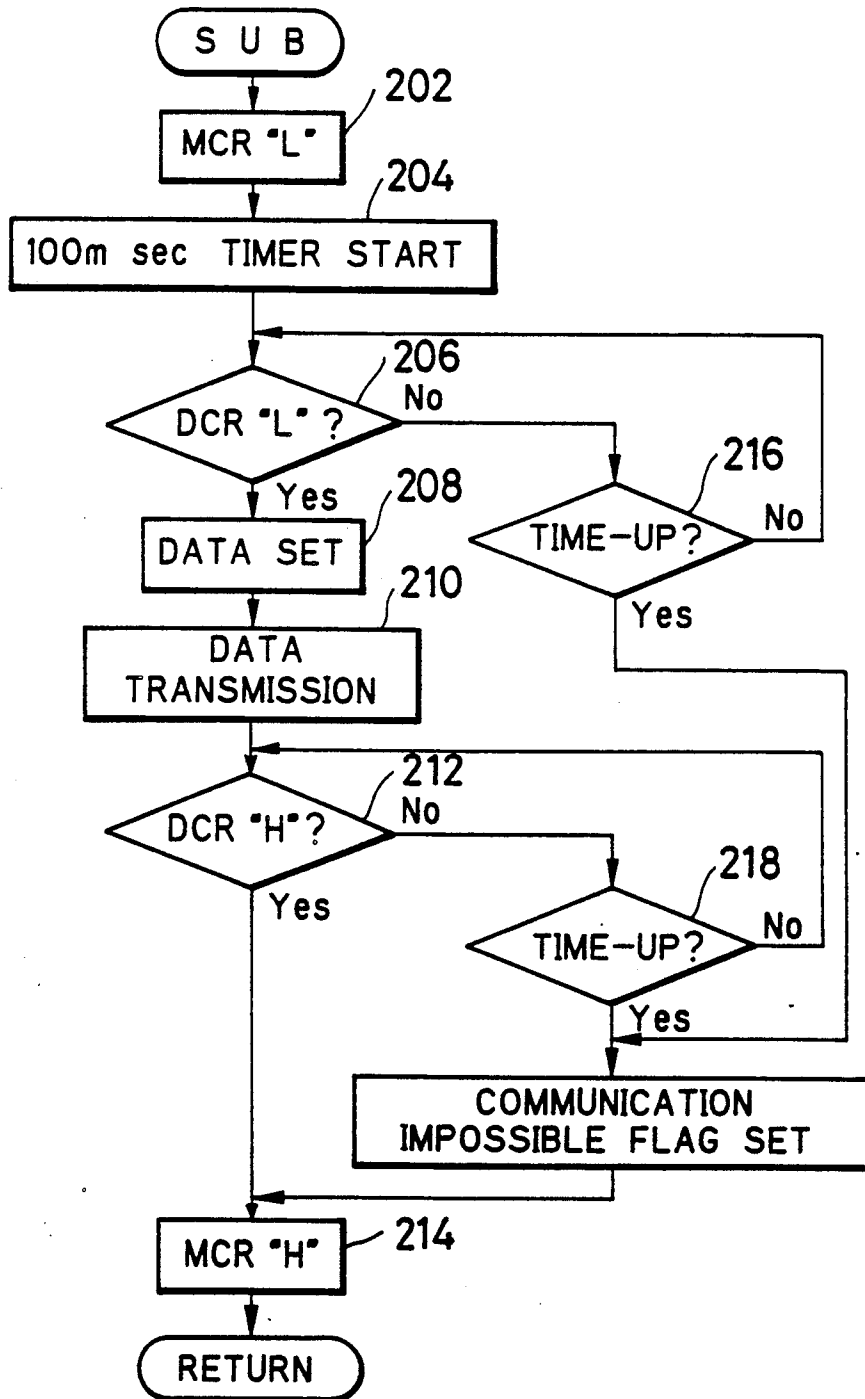 S U B
202
MCR "L"
204
100m sec TIMER START
206
DCR "L" ?
No
216
Yes
208
TIME-UP?
No
DATA SET
210
Yes
DATA
TRANSMISSION
212
DCR "H"?
No
218
Yes
TIME-UP?
No
Yes
COMMUNICATION
IMPOSSIBLE FLAG SET
MCR "H"
214
RETURN